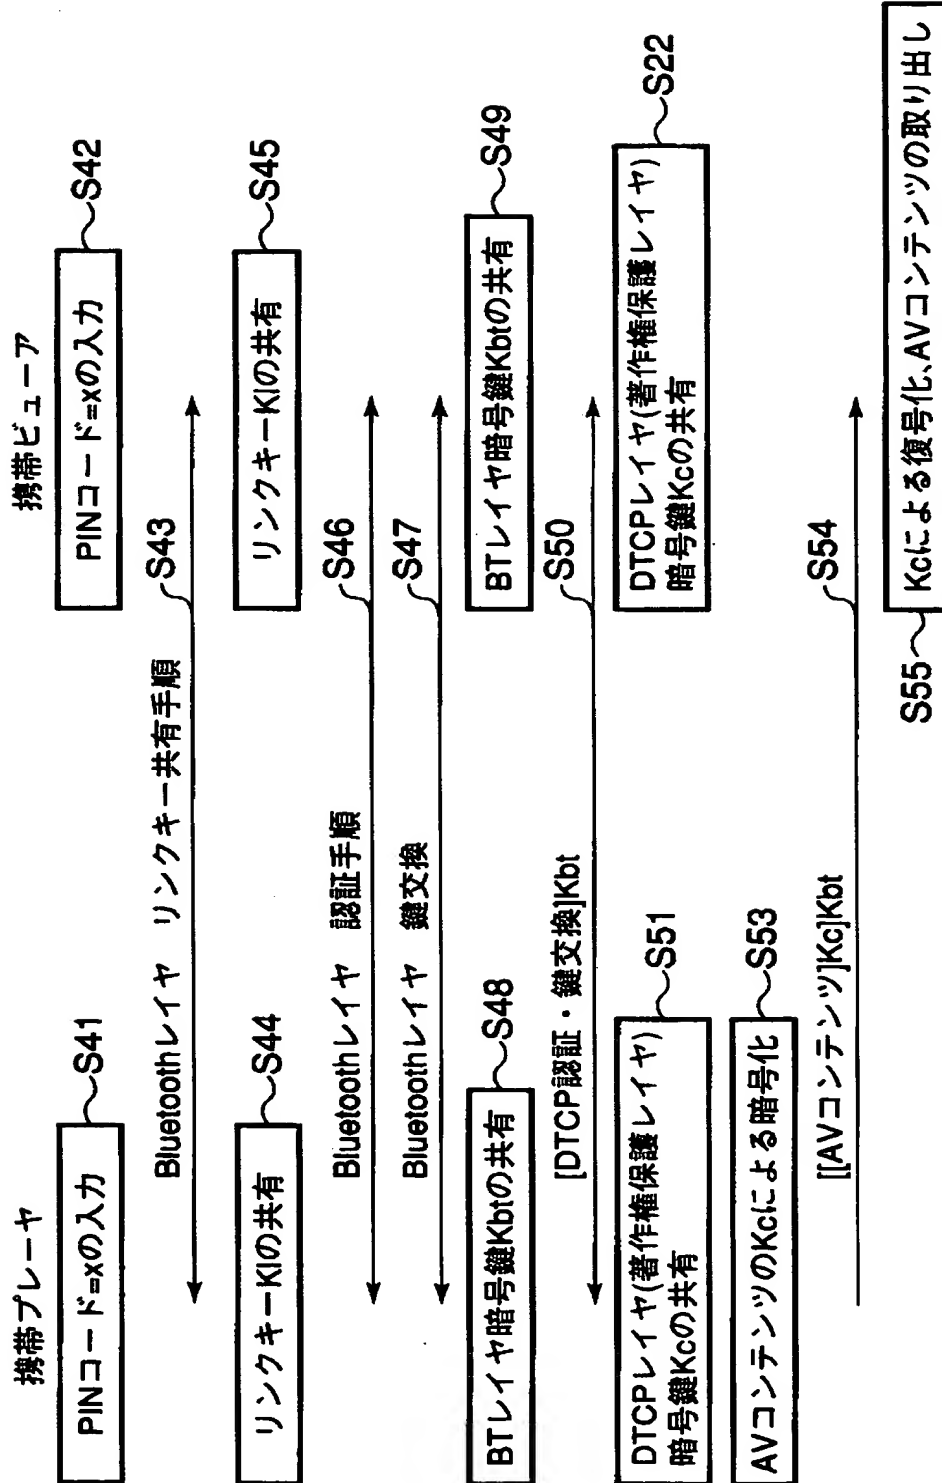 携帯プレーヤ
携帯ビューア
PINコード=xの入力
S41
PINコード=xの入力
S42
Bluetoothレイヤ リンクキー共有手順
S43
リンクキーKlの共有
S44
リンクキーKlの共有
S45
Bluetoothレイヤ 認証手順
S46
Bluetoothレイヤ 鍵交換
S47
BTレイヤ暗号鍵Kbtの共有
S48
BTレイヤ暗号鍵Kbtの共有
S49
[DTCP認証・鍵交換]Kbt
S50
DTCPレイヤ(著作権保護レイヤ)
暗号鍵Kcの共有
S51
DTCPレイヤ(著作権保護レイヤ)
暗号鍵Kcの共有
S22
AVコンテンツのKcによる暗号化
S53
[[AVコンテンツ]Kc]Kbt
S54
S55
Kcによる復号化、AVコンテンツの取り出し